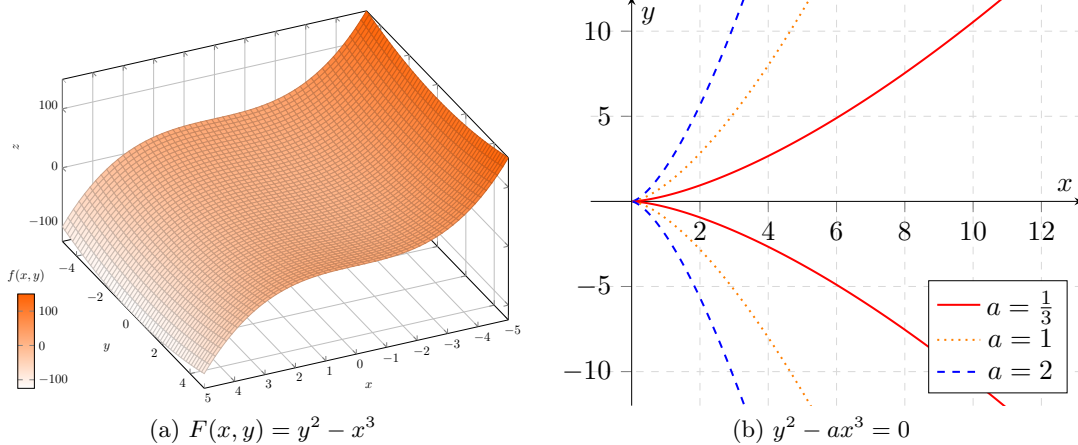 100
0
−100
z
−4
−2
0
2
4
y
5
4
3
2
1
0
−1
−2
−3
−4
−5
x
f(x, y)
100
0
−100
(a) F(x, y) = y² − x³
y
x
10
5
−5
−10
2
4
6
8
10
12
a = 1/3
a = 1
a = 2
(b) y² − ax³ = 0